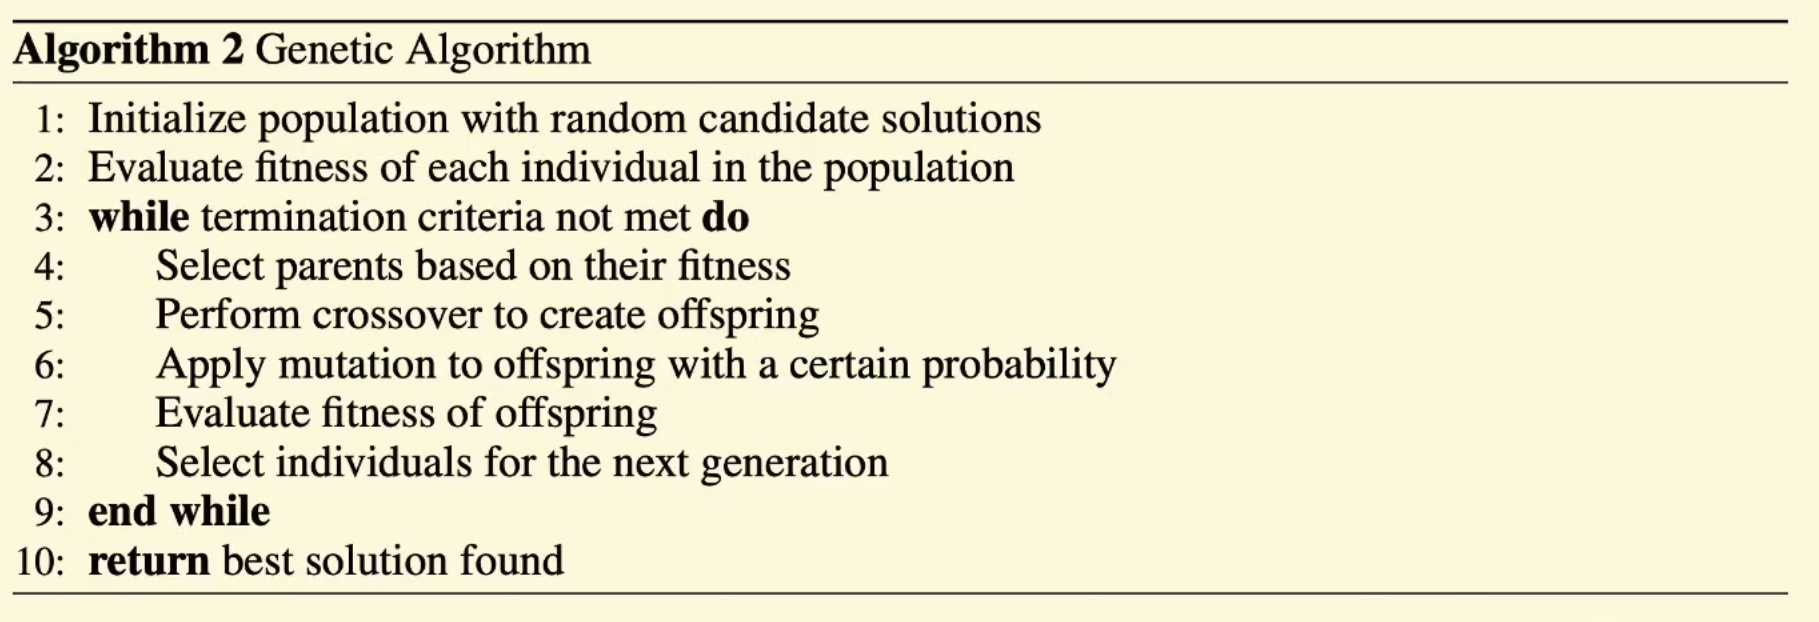 Algorithm 2 Genetic Algorithm
1: Initialize population with random candidate solutions
2: Evaluate fitness of each individual in the population
3: while termination criteria not met do
4: Select parents based on their fitness
5: Perform crossover to create offspring
6: Apply mutation to offspring with a certain probability
7: Evaluate fitness of offspring
8: Select individuals for the next generation
9: end while
10: return best solution found